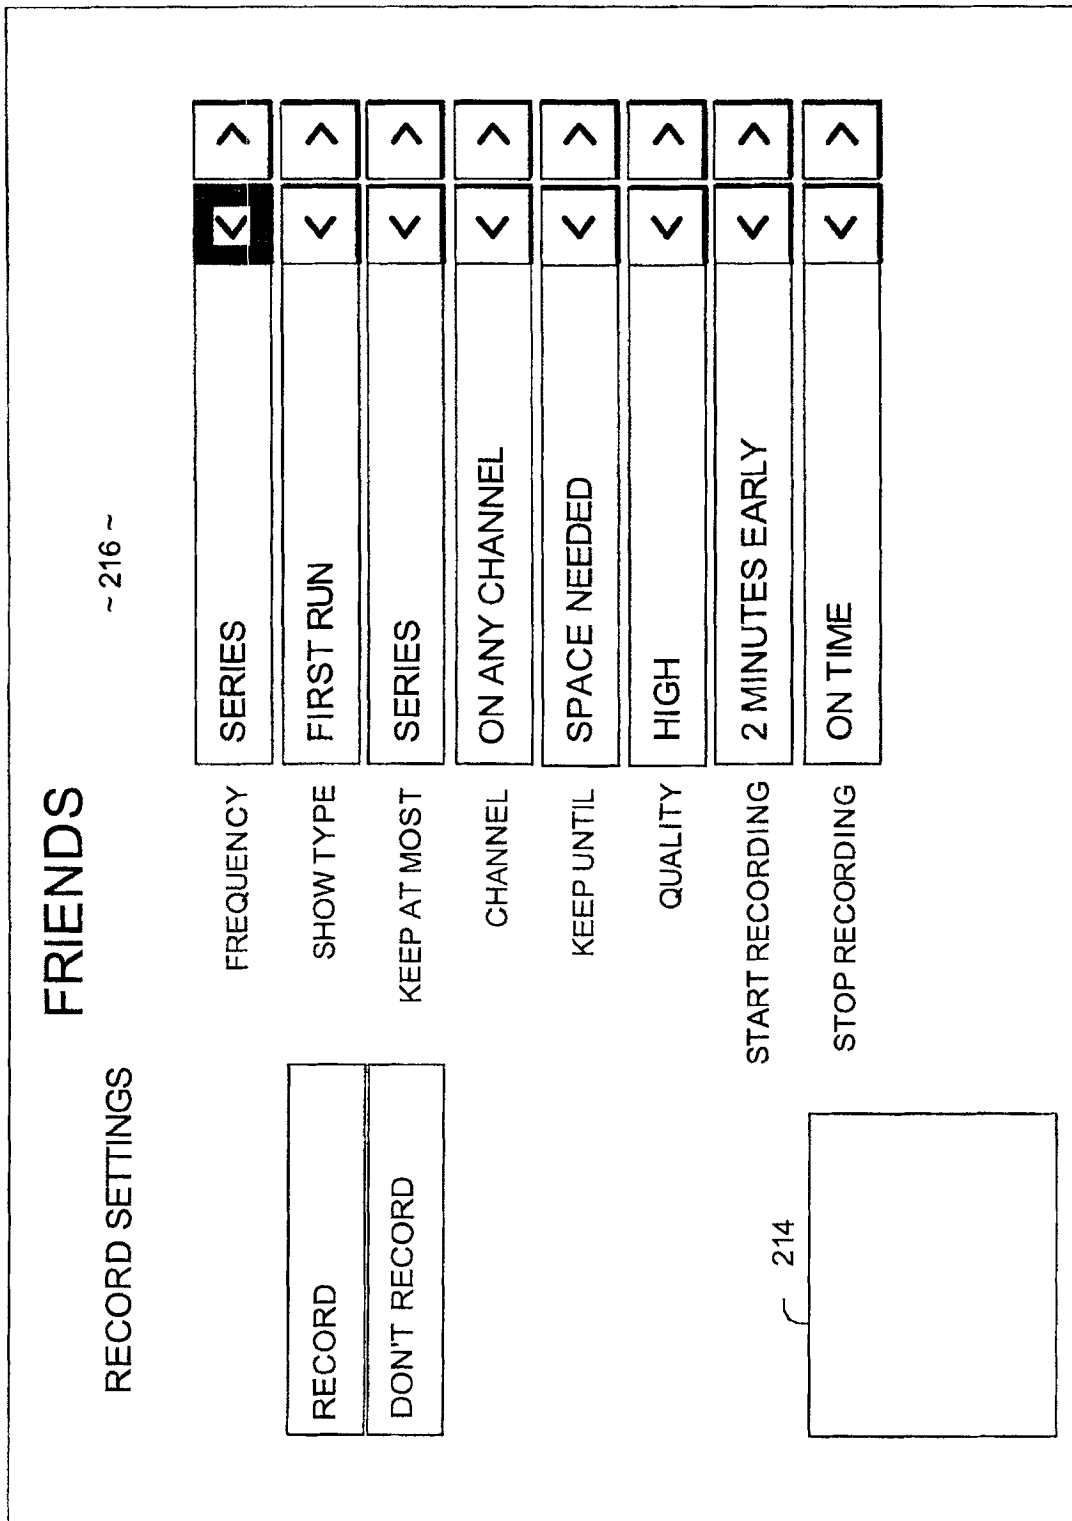 FRIENDS
RECORD SETTINGS
~ 216 ~
RECORD
DON'T RECORD
FREQUENCY SERIES < >
SHOW TYPE FIRST RUN < >
KEEP AT MOST SERIES < >
CHANNEL ON ANY CHANNEL < >
KEEP UNTIL SPACE NEEDED < >
QUALITY HIGH < >
START RECORDING 2 MINUTES EARLY < >
STOP RECORDING ON TIME < >
214